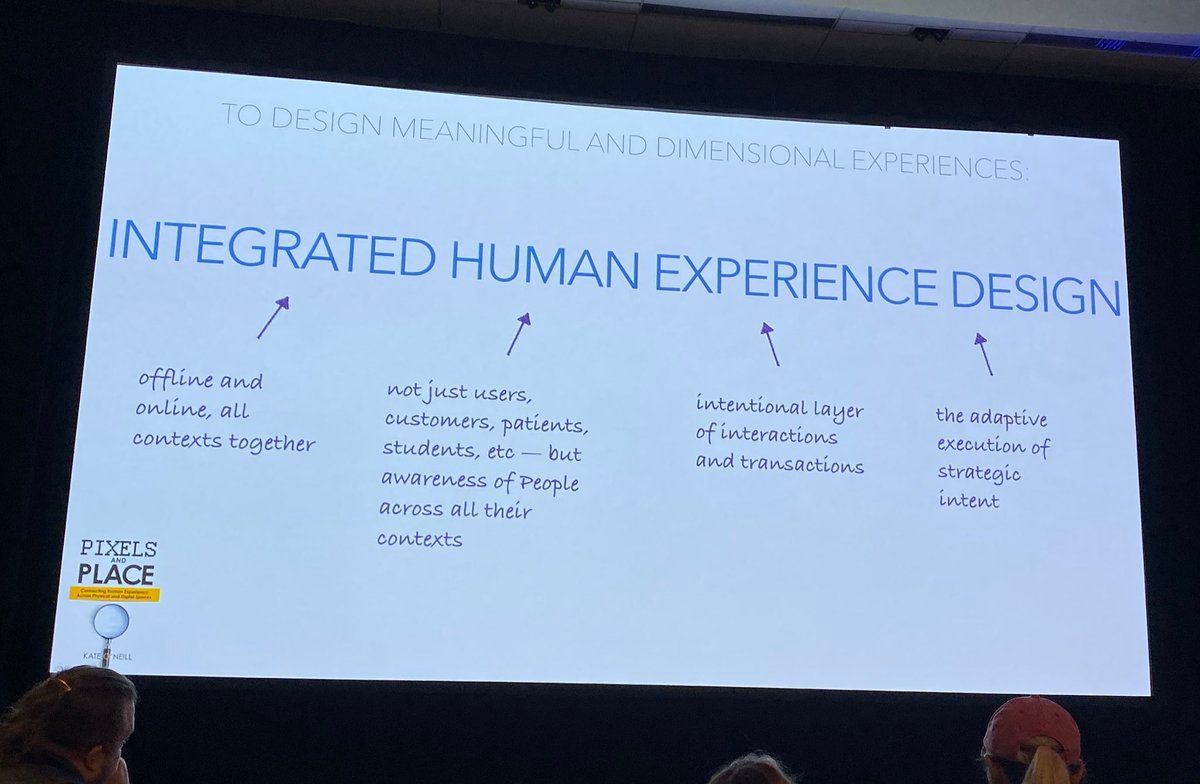 TO DESIGN MEANINGFUL AND DIMENSIONAL EXPERIENCES:
INTEGRATED HUMAN EXPERIENCE DESIGN
offline and
online, all
contexts together
not just users,
customers, patients,
students, etc — but
awareness of People
across all their
contexts
intentional layer
of interactions
and transactions
the adaptive
execution of
strategic
intent
PIXELS
AND
PLACE
Connecting Human Experience
Across Physical and Digital Spaces
KATE O'NEILL